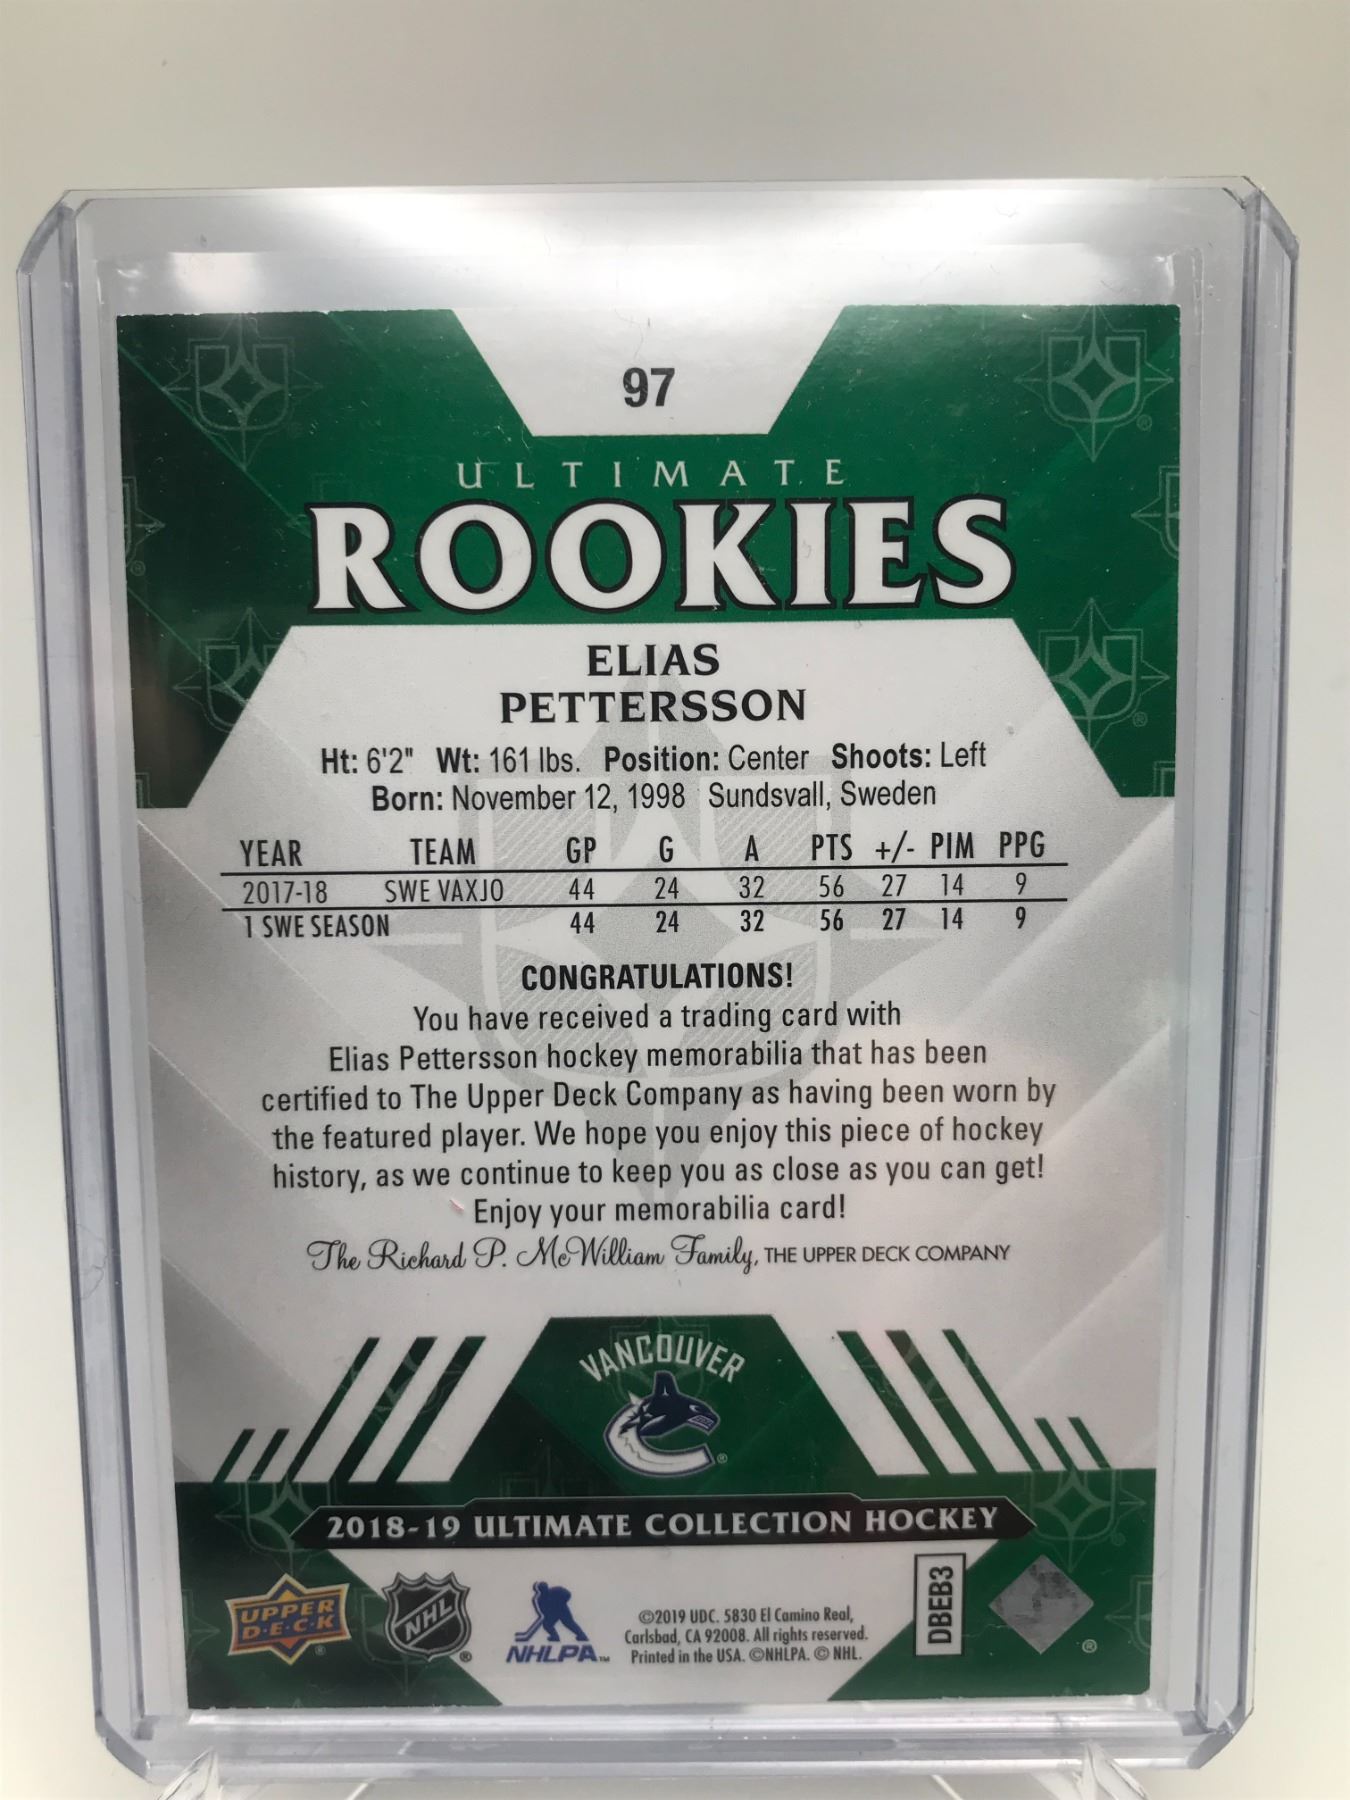 97
ULTIMATE
ROOKIES
ELIAS
PETTERSSON
Ht: 6'2" Wt: 161 lbs. Position: Center Shoots: Left
Born: November 12, 1998 Sundsvall, Sweden
YEAR TEAM GP G A PTS +/- PIM PPG
2017-18 SWE VAXJO 44 24 32 56 27 14 9
1 SWE SEASON 44 24 32 56 27 14 9
CONGRATULATIONS!
You have received a trading card with
Elias Pettersson hockey memorabilia that has been
certified to The Upper Deck Company as having been worn by
the featured player. We hope you enjoy this piece of hockey
history, as we continue to keep you as close as you can get!
Enjoy your memorabilia card!
The Richard P. McWilliam Family, THE UPPER DECK COMPANY
VANCOUVER
®
2018-19 ULTIMATE COLLECTION HOCKEY
UPPER
D·E·C·K
®
NHL
®
NHLPA™
©2019 UDC. 5830 El Camino Real,
Carlsbad, CA 92008. All rights reserved.
Printed in the USA. ©NHLPA. © NHL.
DBEB3
®